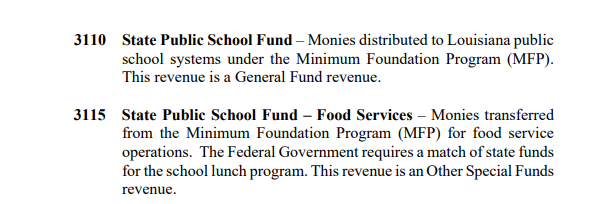 3110 State Public School Fund – Monies distributed to Louisiana public
school systems under the Minimum Foundation Program (MFP).
This revenue is a General Fund revenue.
3115 State Public School Fund – Food Services – Monies transferred
from the Minimum Foundation Program (MFP) for food service
operations. The Federal Government requires a match of state funds
for the school lunch program. This revenue is an Other Special Funds
revenue.